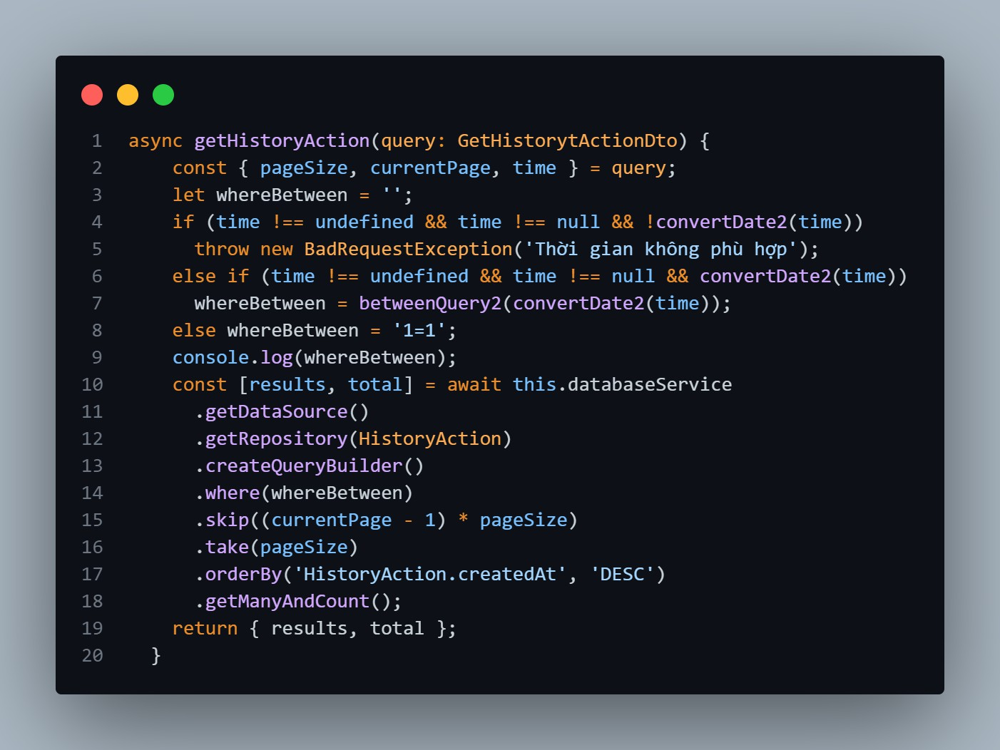 1 async getHistoryAction(query: GetHistorytActionDto) {
2 const { pageSize, currentPage, time } = query;
3 let whereBetween = '';
4 if (time !== undefined && time !== null && !convertDate2(time))
5 throw new BadRequestException('Thời gian không phù hợp');
6 else if (time !== undefined && time !== null && convertDate2(time))
7 whereBetween = betweenQuery2(convertDate2(time));
8 else whereBetween = '1=1';
9 console.log(whereBetween);
10 const [results, total] = await this.databaseService
11 .getDataSource()
12 .getRepository(HistoryAction)
13 .createQueryBuilder()
14 .where(whereBetween)
15 .skip((currentPage - 1) * pageSize)
16 .take(pageSize)
17 .orderBy('HistoryAction.createdAt', 'DESC')
18 .getManyAndCount();
19 return { results, total };
20 }